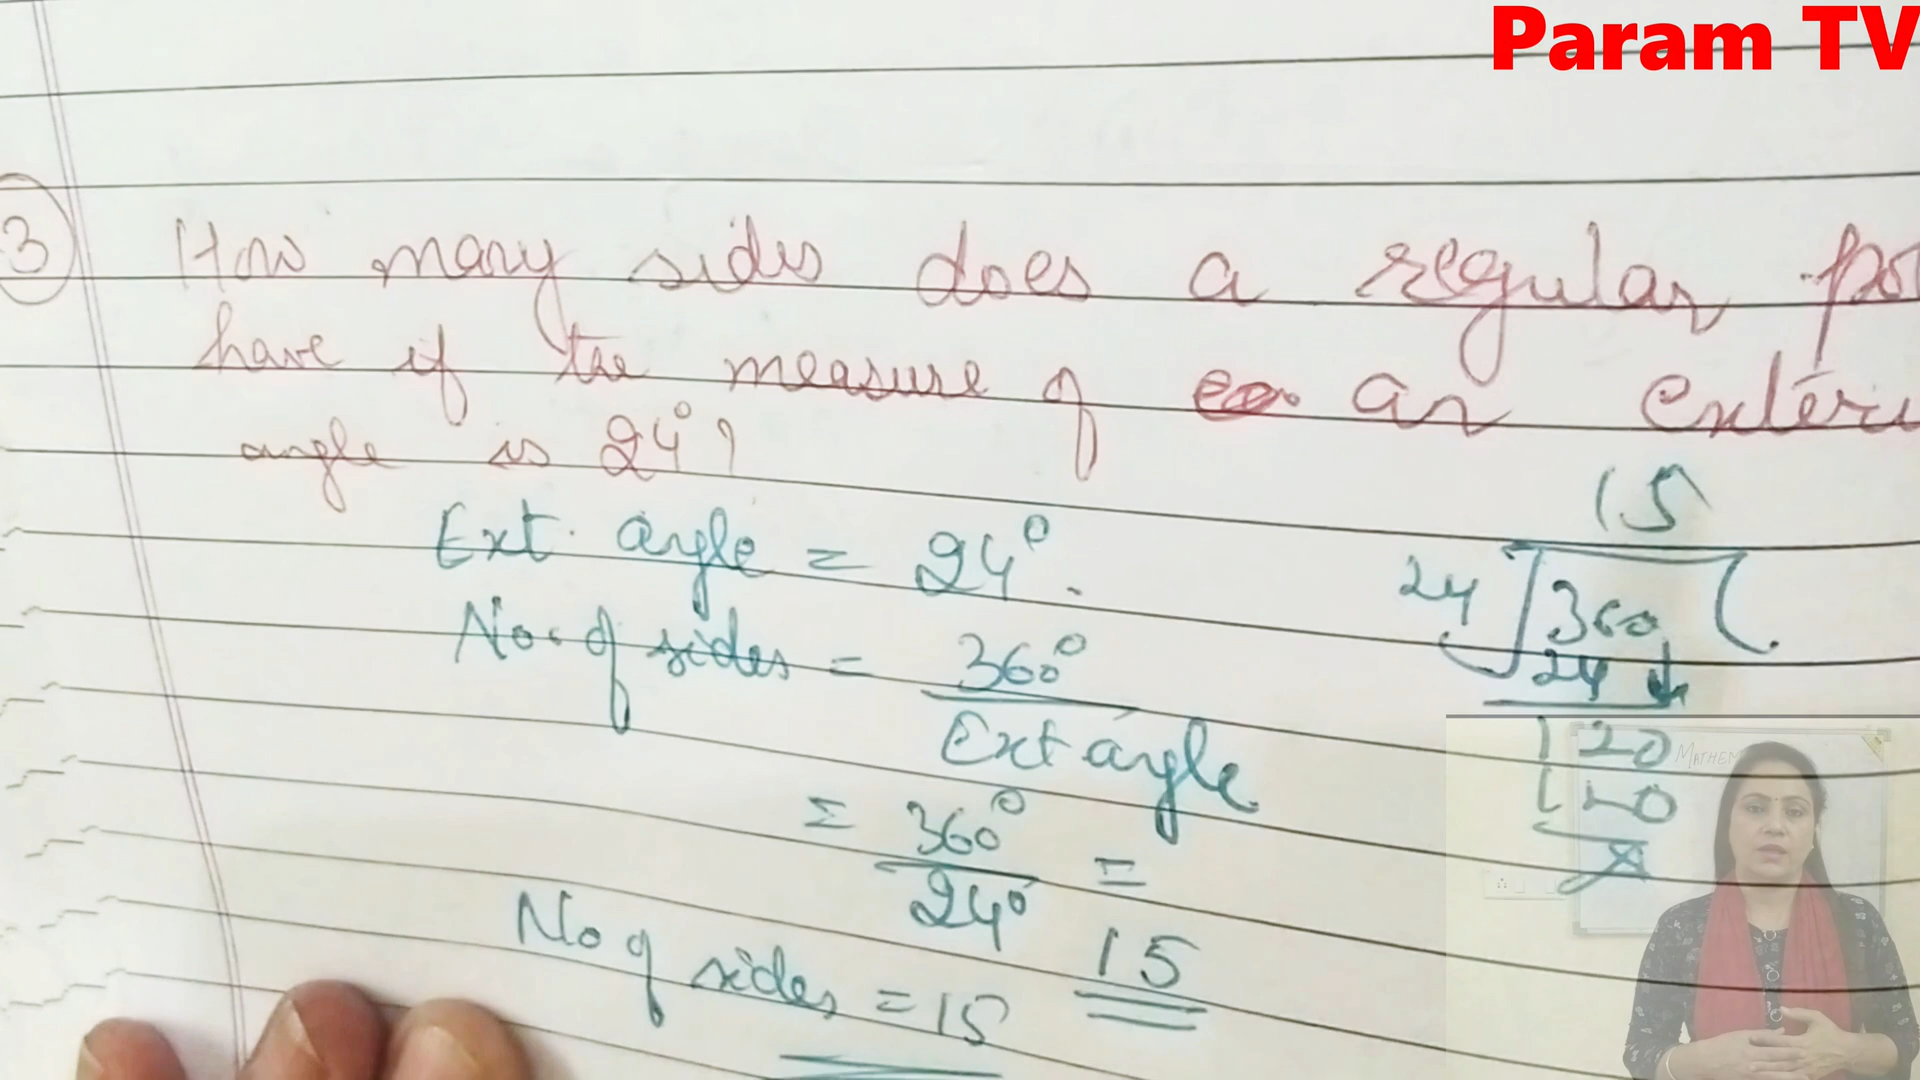 Param TV
3 How many sides does a regular po
have if the measure of an exteri
angle is 24°?
Ext. angle = 24°.
No. of sides = 360°
Ext angle
= 360°
24°
=
15
No of sides = 15
15
24 360
24
120
120
x
MATHEM